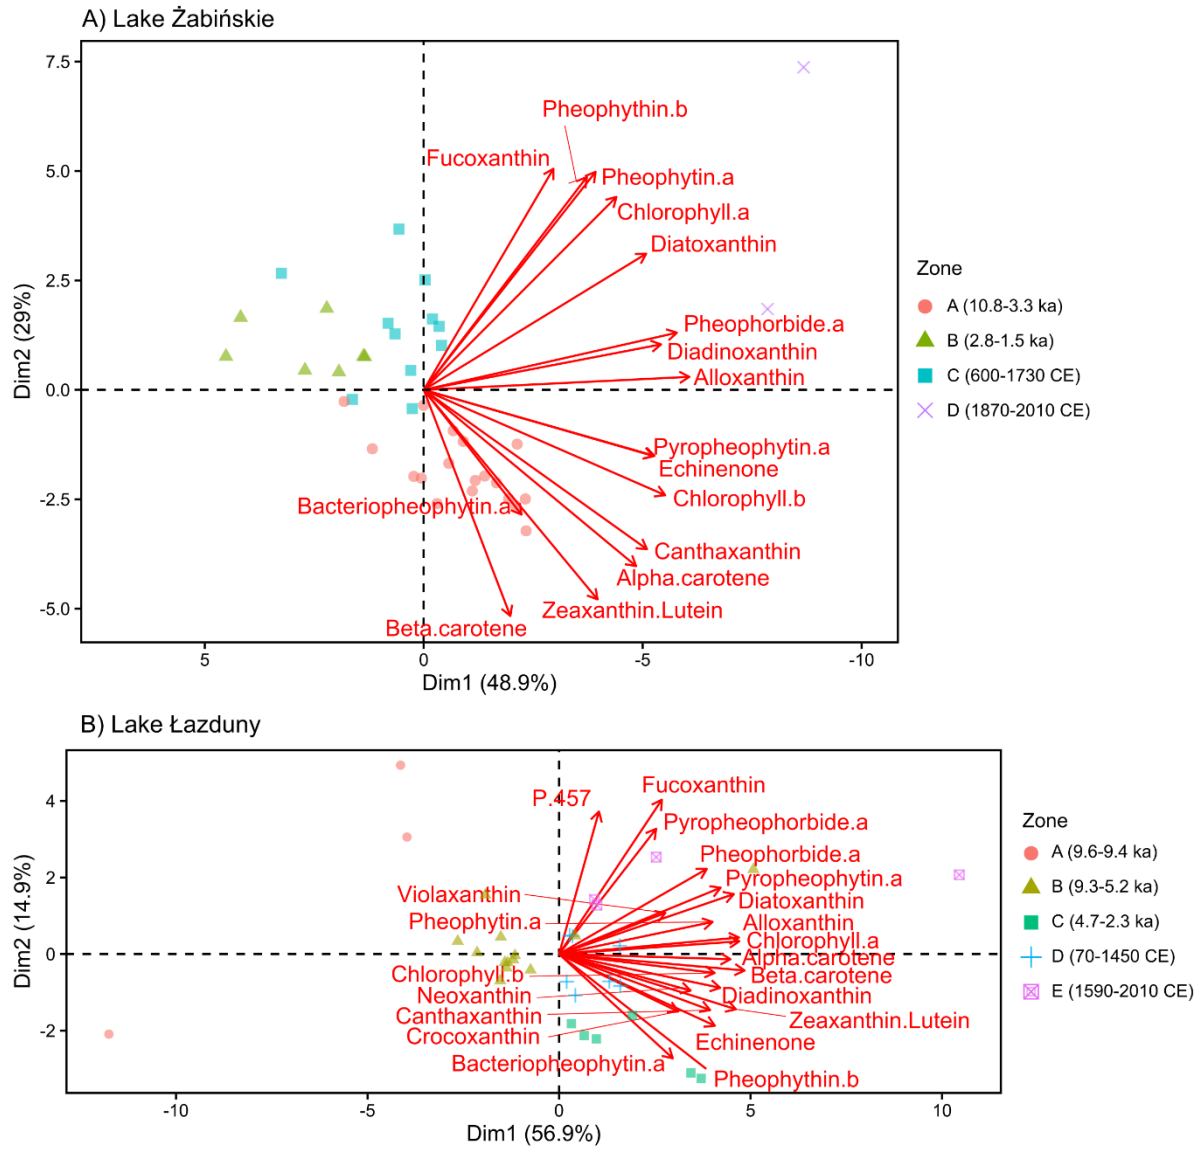 A) Lake Żabińskie
7.5
5.0
2.5
0.0
-2.5
-5.0
Dim2 (29%)
Pheophythin.b
Fucoxanthin
Pheophytin.a
Chlorophyll.a
Diatoxanthin
Pheophorbide.a
Diadinoxanthin
Alloxanthin
Pyropheophytin.a
Echinenone
Chlorophyll.b
Bacteriopheophytin.a
Canthaxanthin
Alpha.carotene
Zeaxanthin.Lutein
Beta.carotene
5
0
-5
-10
Dim1 (48.9%)
Zone
A (10.8-3.3 ka)
B (2.8-1.5 ka)
C (600-1730 CE)
D (1870-2010 CE)
B) Lake Łazduny
4
2
0
-2
Dim2 (14.9%)
P.457
Fucoxanthin
Pyropheophorbide.a
Pheophorbide.a
Pyropheophytin.a
Violaxanthin
Diatoxanthin
Pheophytin.a
Alloxanthin
Chlorophyll.a
Alpha.carotene
Chlorophyll.b
Beta.carotene
Neoxanthin
Diadinoxanthin
Canthaxanthin
Zeaxanthin.Lutein
Crocoxanthin
Echinenone
Bacteriopheophytin.a
Pheophythin.b
-10
-5
0
5
10
Dim1 (56.9%)
Zone
A (9.6-9.4 ka)
B (9.3-5.2 ka)
C (4.7-2.3 ka)
D (70-1450 CE)
E (1590-2010 CE)